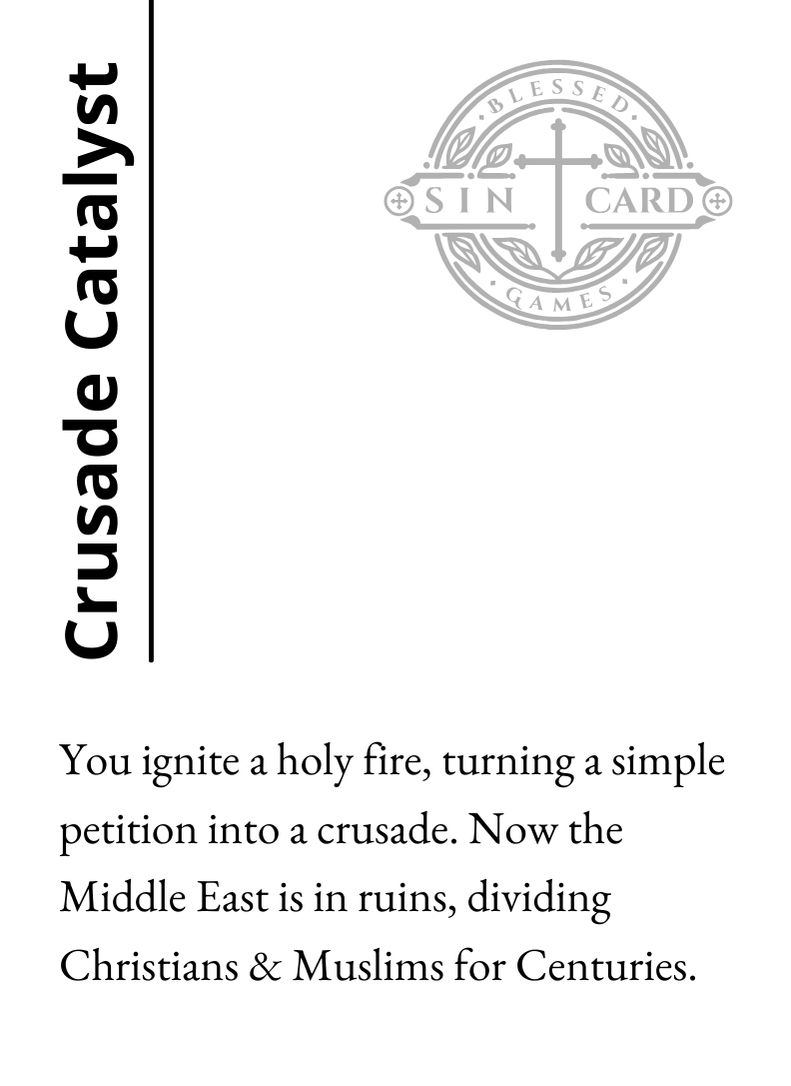 Crusade Catalyst
BLESSED
SIN CARD
GAMES
You ignite a holy fire, turning a simple
petition into a crusade. Now the
Middle East is in ruins, dividing
Christians & Muslims for Centuries.